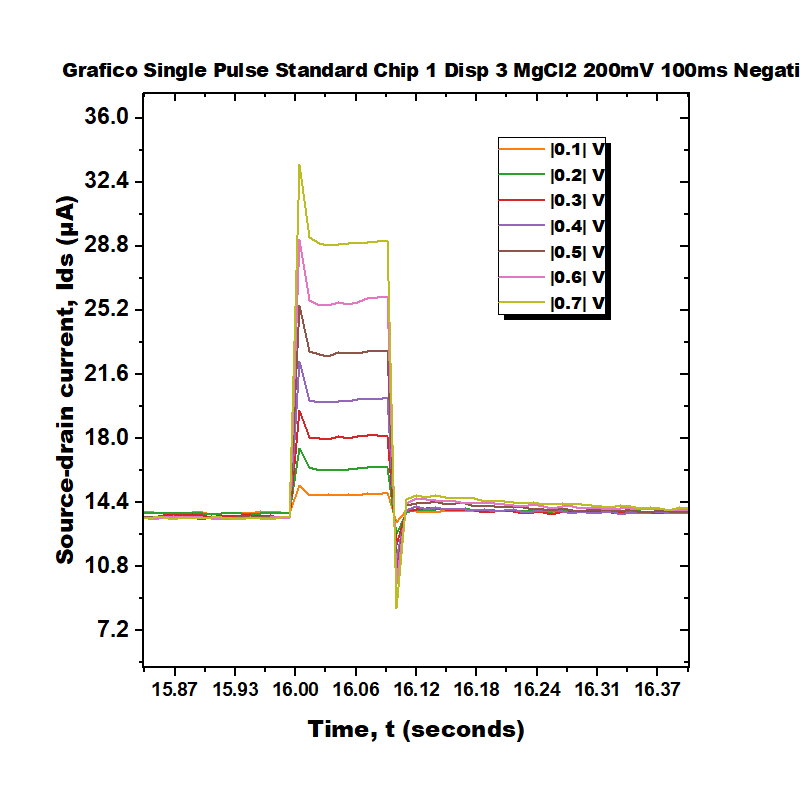 Grafico Single Pulse Standard Chip 1 Disp 3 MgCl2 200mV 100ms Negati
36.0
32.4
28.8
25.2
21.6
18.0
14.4
10.8
7.2
Source-drain current, Ids (µA)
|0.1| V
|0.2| V
|0.3| V
|0.4| V
|0.5| V
|0.6| V
|0.7| V
15.87 15.93 16.00 16.06 16.12 16.18 16.24 16.31 16.37
Time, t (seconds)